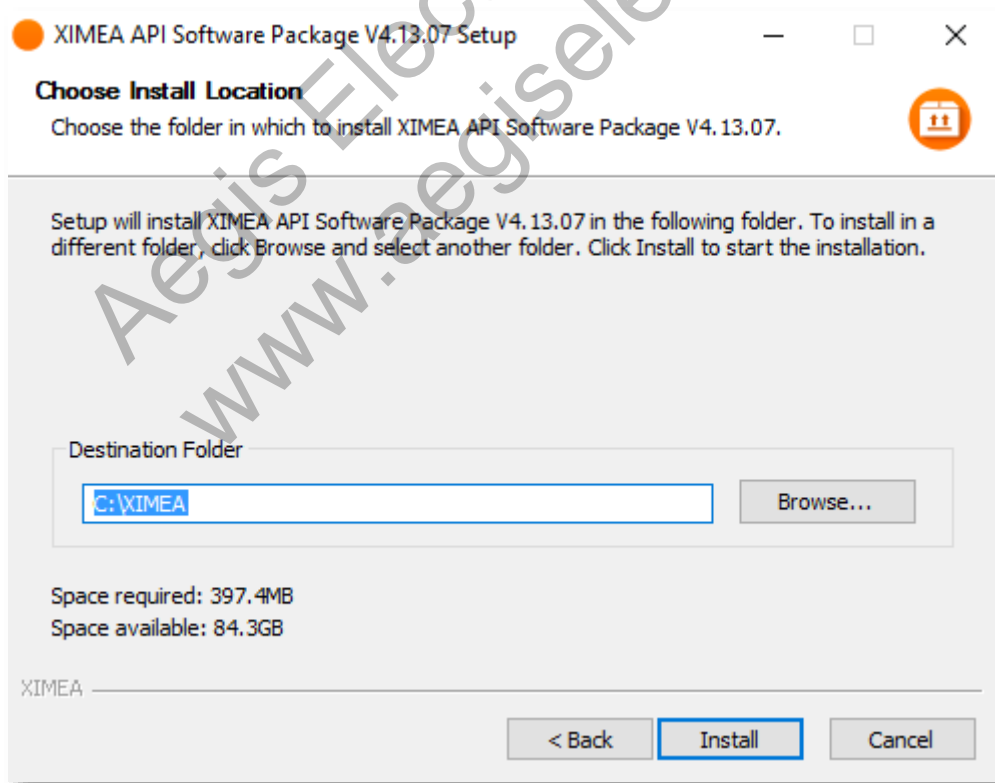 XIMEA API Software Package V4.13.07 Setup
Choose Install Location
Choose the folder in which to install XIMEA API Software Package V4.13.07.
Setup will install XIMEA API Software Package V4.13.07 in the following folder. To install in a
different folder, click Browse and select another folder. Click Install to start the installation.
Destination Folder
C:\XIMEA
Browse...
Space required: 397.4MB
Space available: 84.3GB
XIMEA
< Back
Install
Cancel
Aegis
www.aegisele